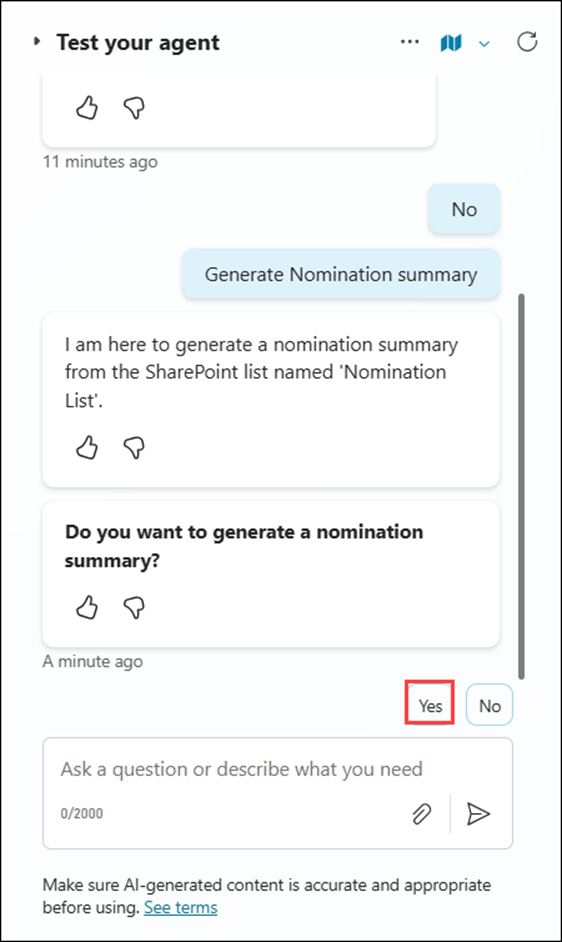 Test your agent
11 minutes ago
No
Generate Nomination summary
I am here to generate a nomination summary
from the SharePoint list named 'Nomination
List'.
Do you want to generate a nomination
summary?
A minute ago
Yes
No
Ask a question or describe what you need
0/2000
Make sure AI-generated content is accurate and appropriate
before using. See terms